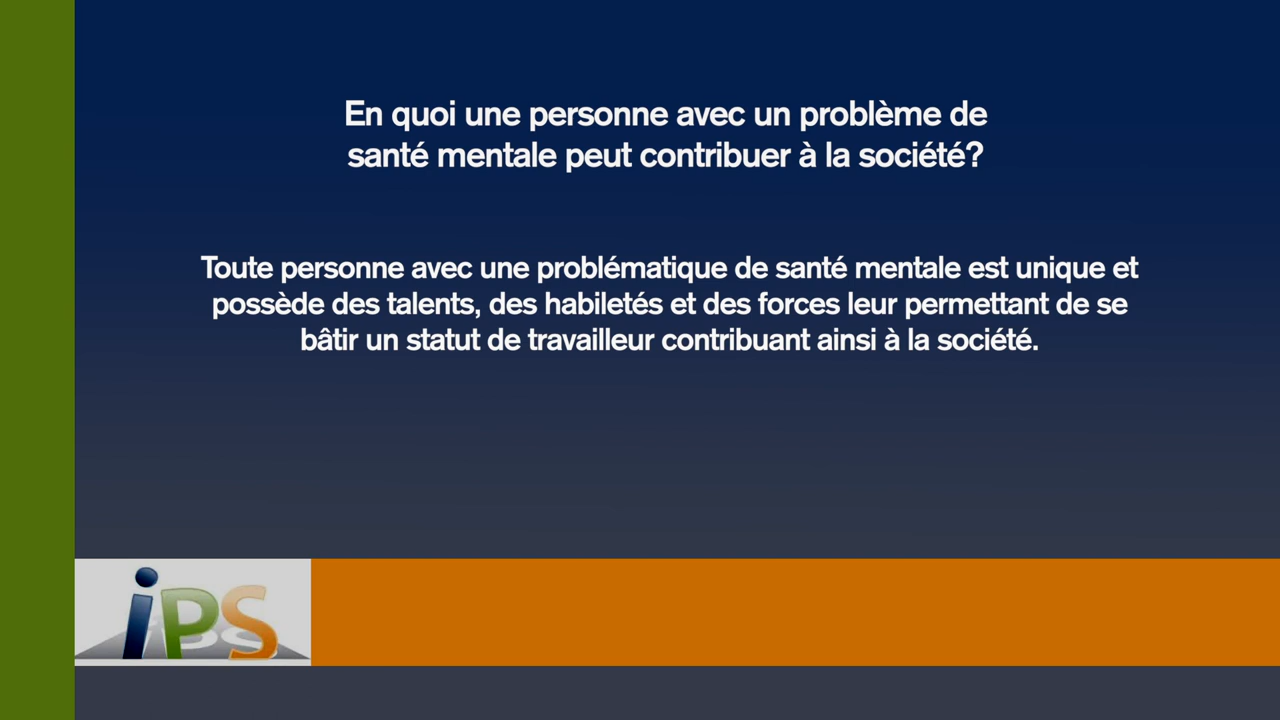 En quoi une personne avec un problème de
santé mentale peut contribuer à la société?
Toute personne avec une problématique de santé mentale est unique et
possède des talents, des habiletés et des forces leur permettant de se
bâtir un statut de travailleur contribuant ainsi à la société.
iPS